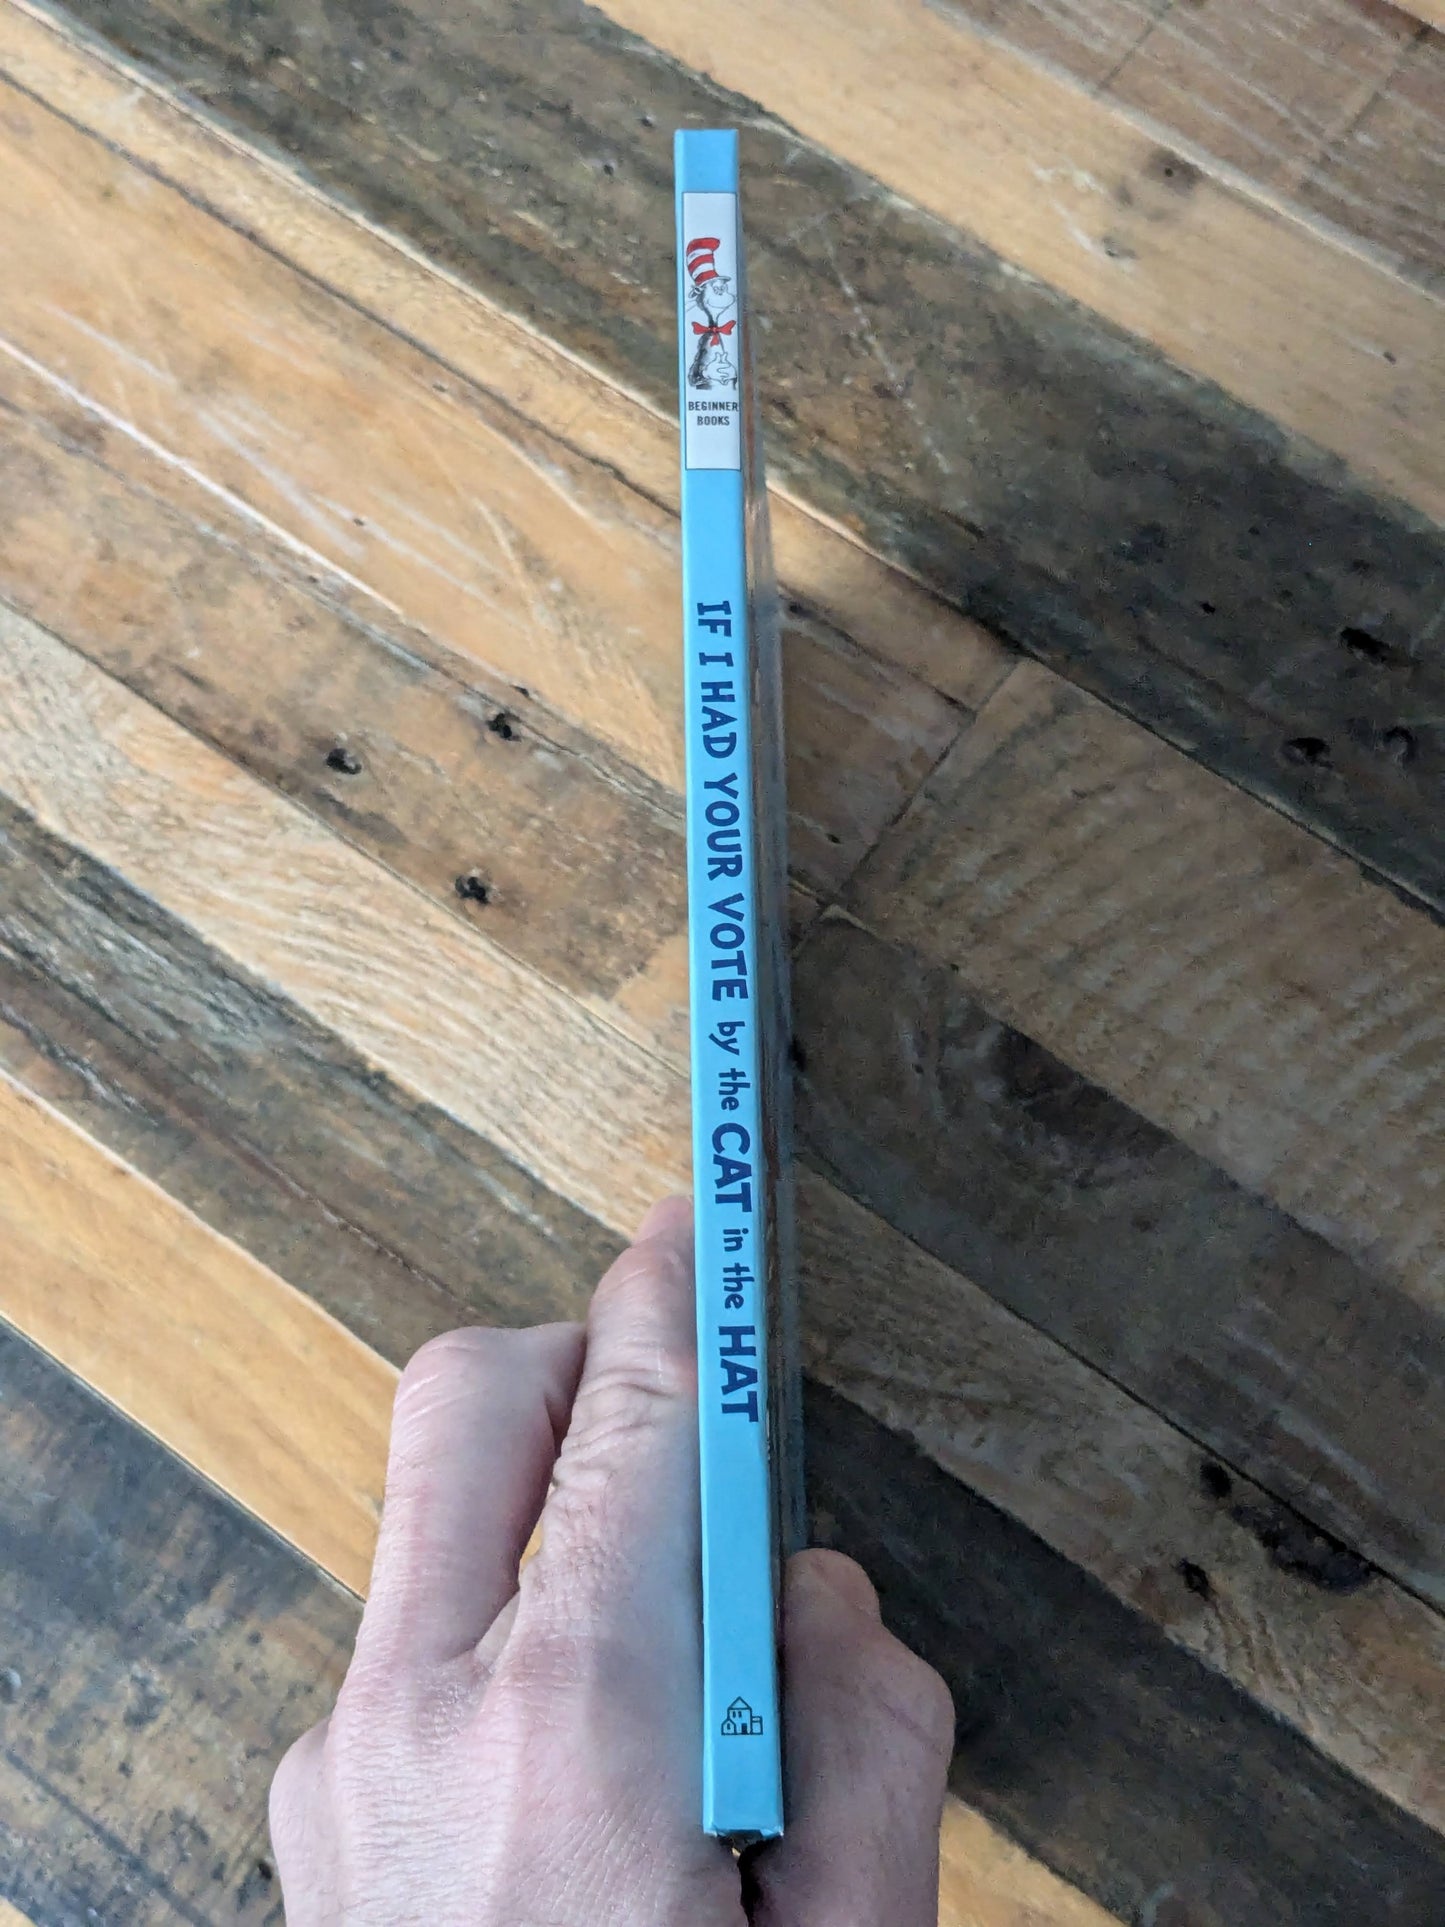 BEGINNER
BOOKS
IF I HAD YOUR VOTE by the CAT in the HAT